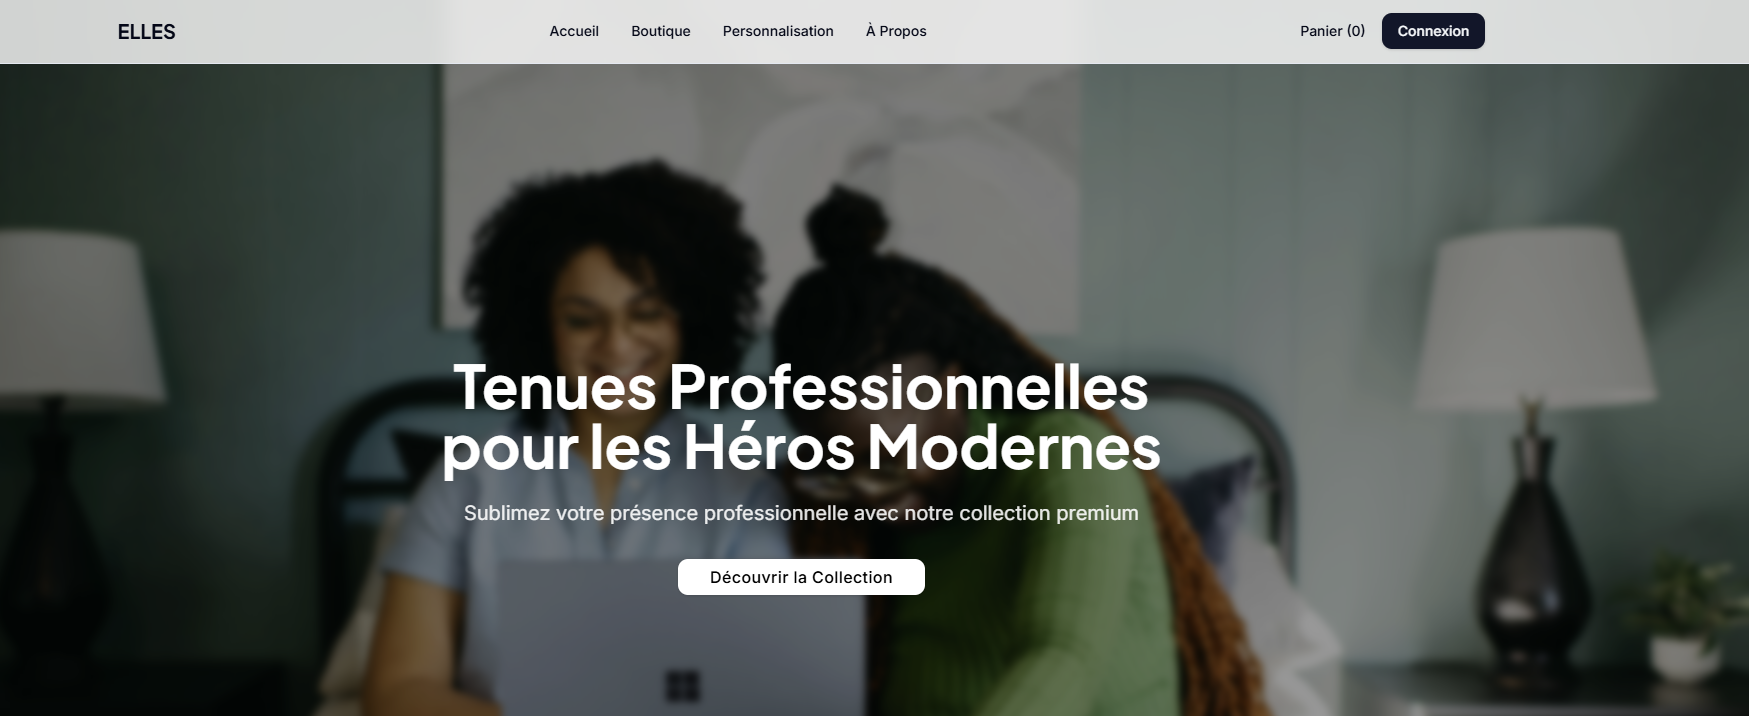 ELLES
Accueil Boutique Personnalisation À Propos
Panier (0) Connexion
Tenues Professionnelles
pour les Héros Modernes
Sublimez votre présence professionnelle avec notre collection premium
Découvrir la Collection